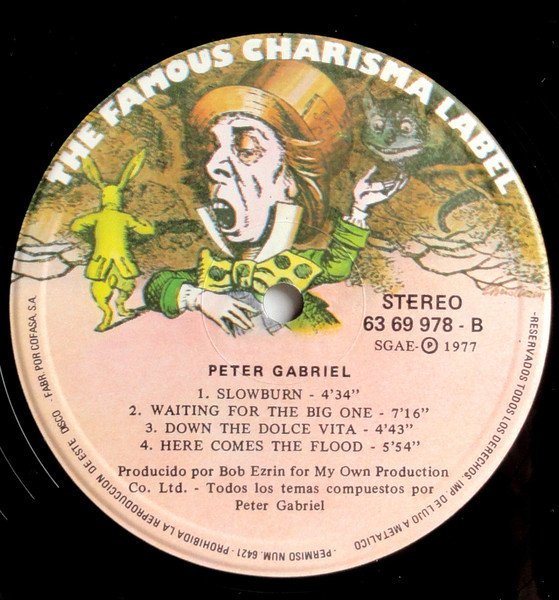 THE FAMOUS CHARISMA LABEL
STEREO
63 69 978 - B
SGAE- Ⓟ 1977
PETER GABRIEL
1. SLOWBURN - 4'34"
2. WAITING FOR THE BIG ONE - 7'16"
3. DOWN THE DOLCE VITA - 4'43"
4. HERE COMES THE FLOOD - 5'54"
Producido por Bob Ezrin for My Own Production
Co. Ltd. - Todos los temas compuestos por
Peter Gabriel
-RESERVADOS TODOS LOS DERECHOS. IMP. DE LUJO A METALICO
-PERMISO NUM. 6421 - PROHIBIDA LA REPRODUCCION DE ESTE DISCO -FABR. POR COFASA. S.A.